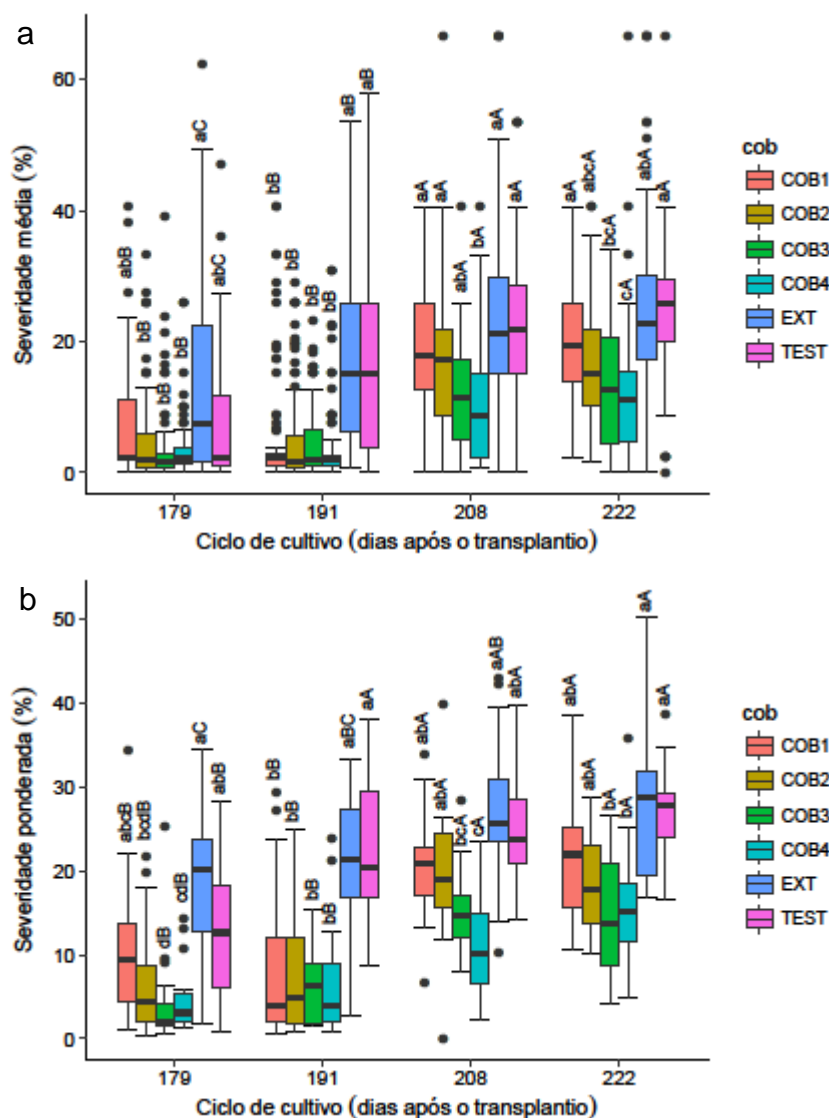 a
Severidade média (%)
60
40
20
0
abB
bB
bB
bB
aC
abC
bB
bB
bB
bB
aB
aB
aA
aA
abA
bA
aA
aA
aA
abcA
bcA
cA
abA
aA
179
191
208
222
Ciclo de cultivo (dias após o transplantio)
cob
COB1
COB2
COB3
COB4
EXT
TEST
b
Severidade ponderada (%)
50
40
30
20
10
0
abcB
bcdB
dB
cdB
aC
abB
bB
bB
bB
bB
aBC
aA
abA
abA
bcA
cA
aAB
abA
abA
abA
bA
bA
aA
aA
179
191
208
222
Ciclo de cultivo (dias após o transplantio)
cob
COB1
COB2
COB3
COB4
EXT
TEST